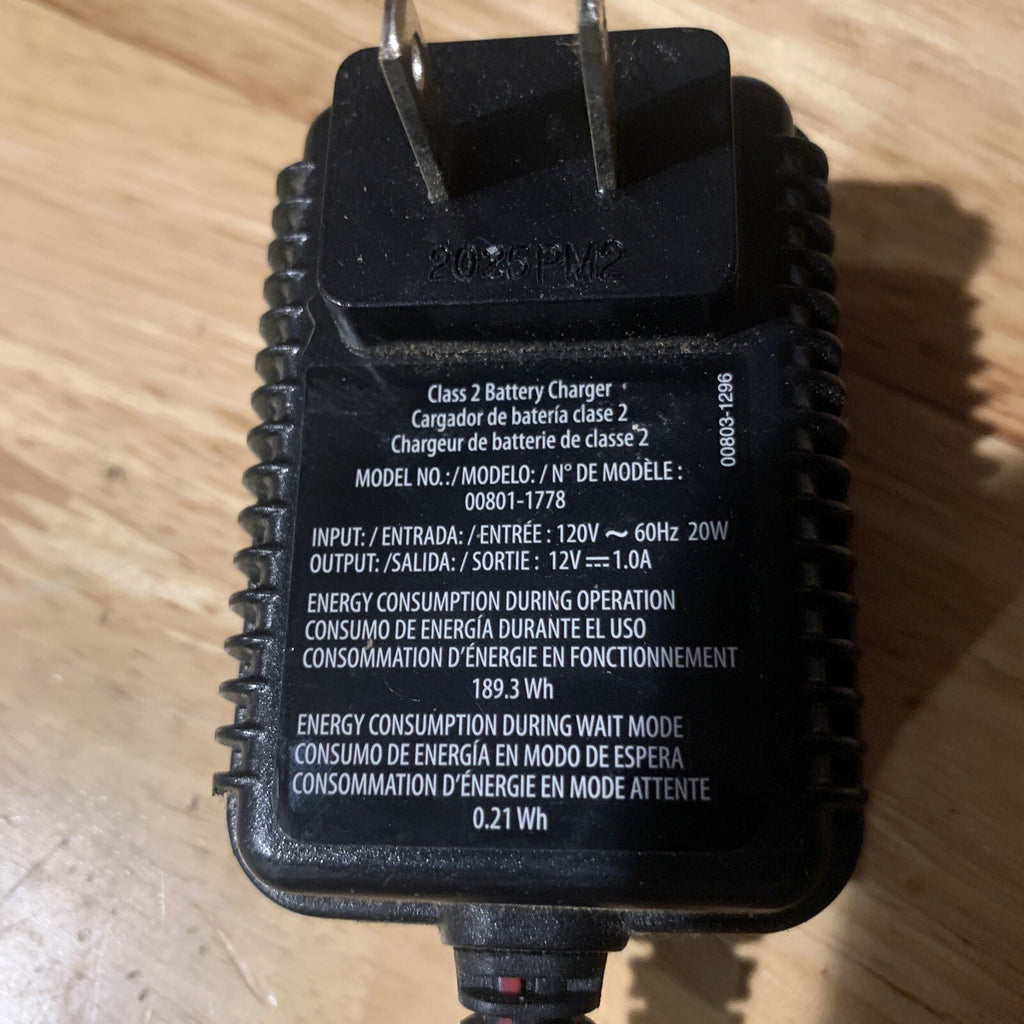 2025PM2
Class 2 Battery Charger
Cargador de batería clase 2
Chargeur de batterie de classe 2
00803-1296
MODEL NO.:/MODELO: / N° DE MODÈLE :
00801-1778
INPUT: / ENTRADA: / ENTRÉE : 120V ~ 60Hz 20W
OUTPUT: /SALIDA: / SORTIE : 12V ⎓ 1.0A
ENERGY CONSUMPTION DURING OPERATION
CONSUMO DE ENERGÍA DURANTE EL USO
CONSOMMATION D'ÉNERGIE EN FONCTIONNEMENT
189.3 Wh
ENERGY CONSUMPTION DURING WAIT MODE
CONSUMO DE ENERGÍA EN MODO DE ESPERA
CONSOMMATION D'ÉNERGIE EN MODE ATTENTE
0.21 Wh